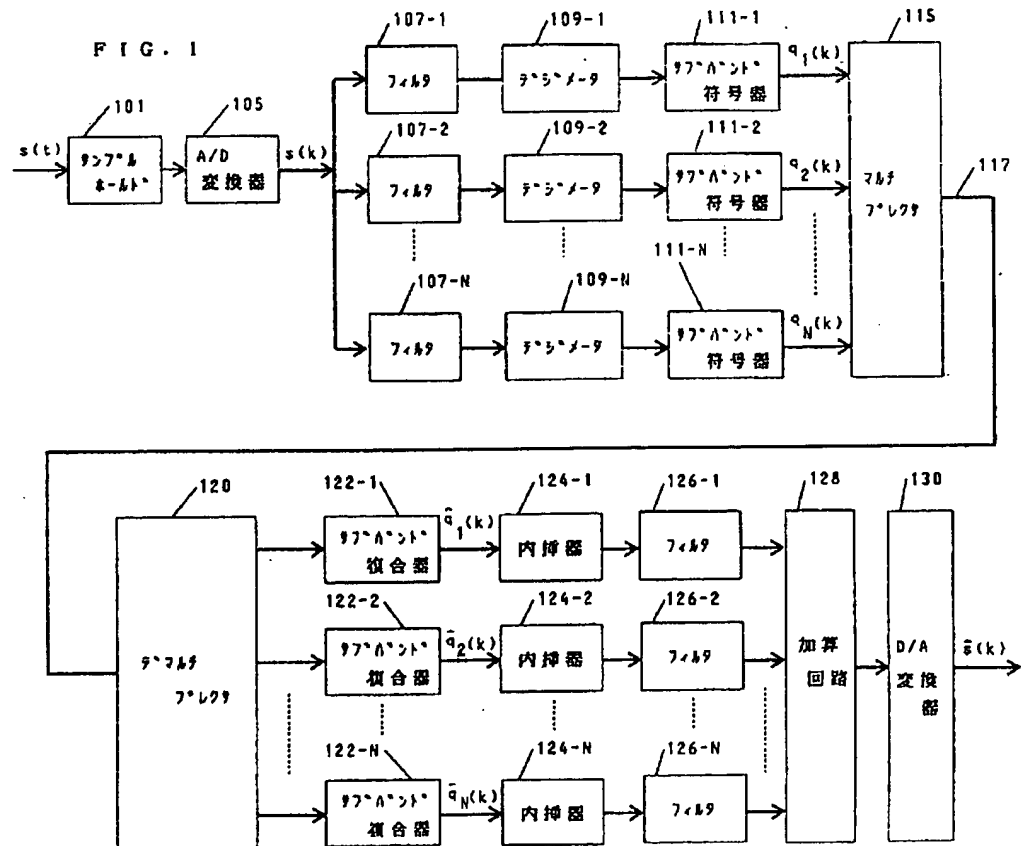 FIG. 1
107-1
109-1
111-1
q1(k)
115
フィルタ
デジメータ
サブバンド
符号器
101
105
107-2
109-2
111-2
q2(k)
117
s(t)
サンプル
ホールド
A/D
変換器
s(k)
フィルタ
デジメータ
サブバンド
符号器
マルチ
プレクサ
107-N
109-N
111-N
qN(k)
フィルタ
デジメータ
サブバンド
符号器
120
122-1
q̄1(k)
124-1
126-1
128
130
サブバンド
複合器
内挿器
フィルタ
122-2
q̄2(k)
124-2
126-2
デマルチ
プレクサ
サブバンド
複合器
内挿器
フィルタ
加算
回路
D/A
変換
器
s̄(k)
122-N
q̄N(k)
124-N
126-N
サブバンド
複合器
内挿器
フィルタ